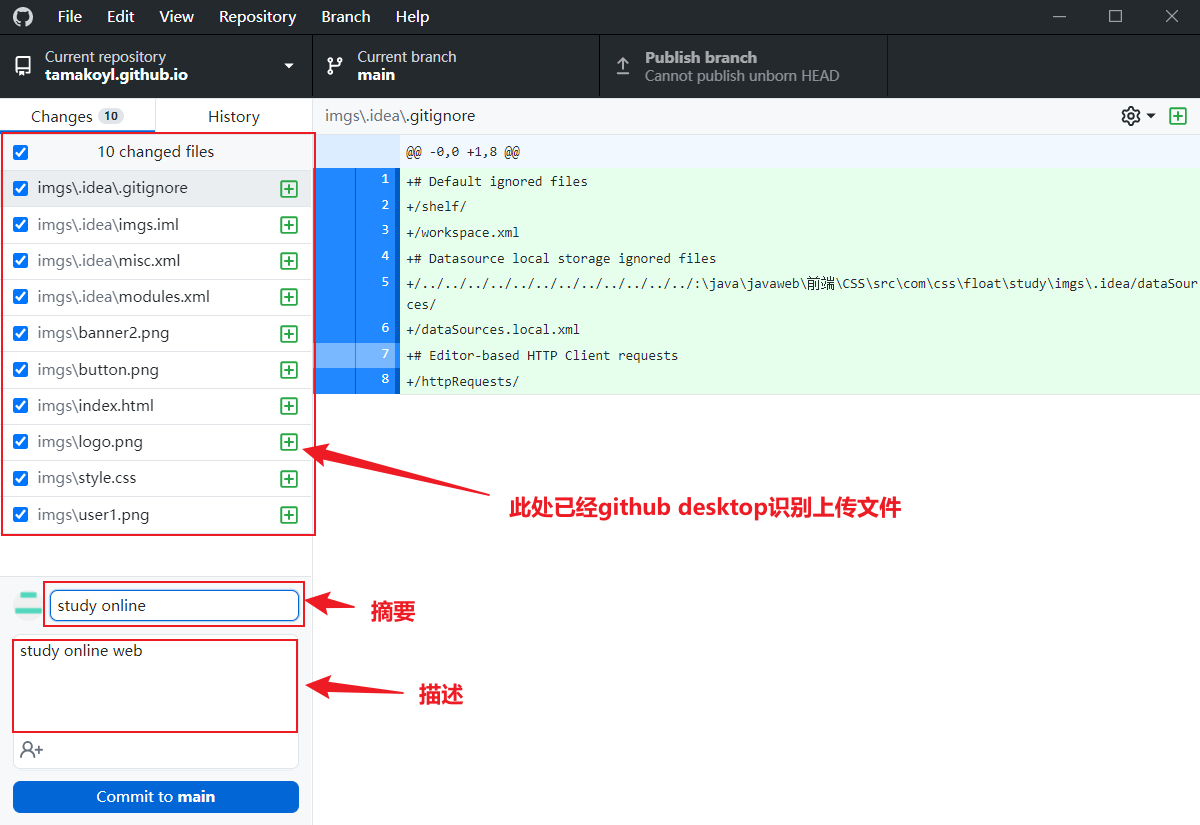 File Edit View Repository Branch Help
Current repository
tamakoyl.github.io
Current branch
main
Publish branch
Cannot publish unborn HEAD
Changes 10
History
imgs\.idea\.gitignore
10 changed files
imgs\.idea\.gitignore
imgs\.idea\imgs.iml
imgs\.idea\misc.xml
imgs\.idea\modules.xml
imgs\banner2.png
imgs\button.png
imgs\index.html
imgs\logo.png
imgs\style.css
imgs\user1.png
@@ -0,0 +1,8 @@
1 +# Default ignored files
2 +/shelf/
3 +/workspace.xml
4 +# Datasource local storage ignored files
5 +/../../../../../../../../../../../../:\java\javaweb\前端\CSS\src\com\css\float\study\imgs\.idea/dataSour
ces/
6 +/dataSources.local.xml
7 +# Editor-based HTTP Client requests
8 +/httpRequests/
此处已经github desktop识别上传文件
study online
摘要
study online web
描述
Commit to main